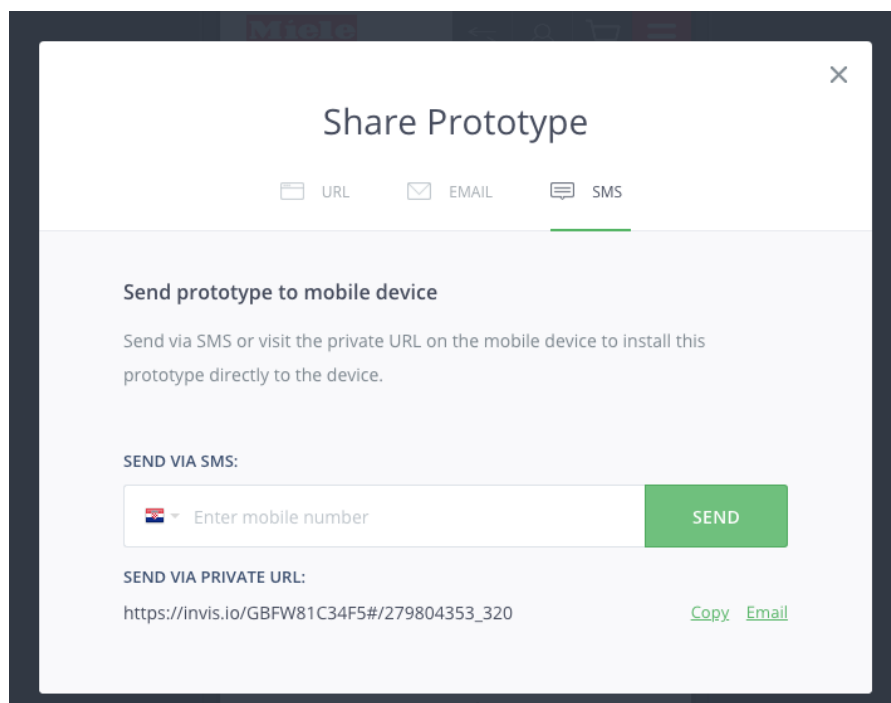 Miele
Share Prototype
URL EMAIL SMS
Send prototype to mobile device
Send via SMS or visit the private URL on the mobile device to install this
prototype directly to the device.
SEND VIA SMS:
Enter mobile number SEND
SEND VIA PRIVATE URL:
https://invis.io/GBFW81C34F5#/279804353_320 Copy Email